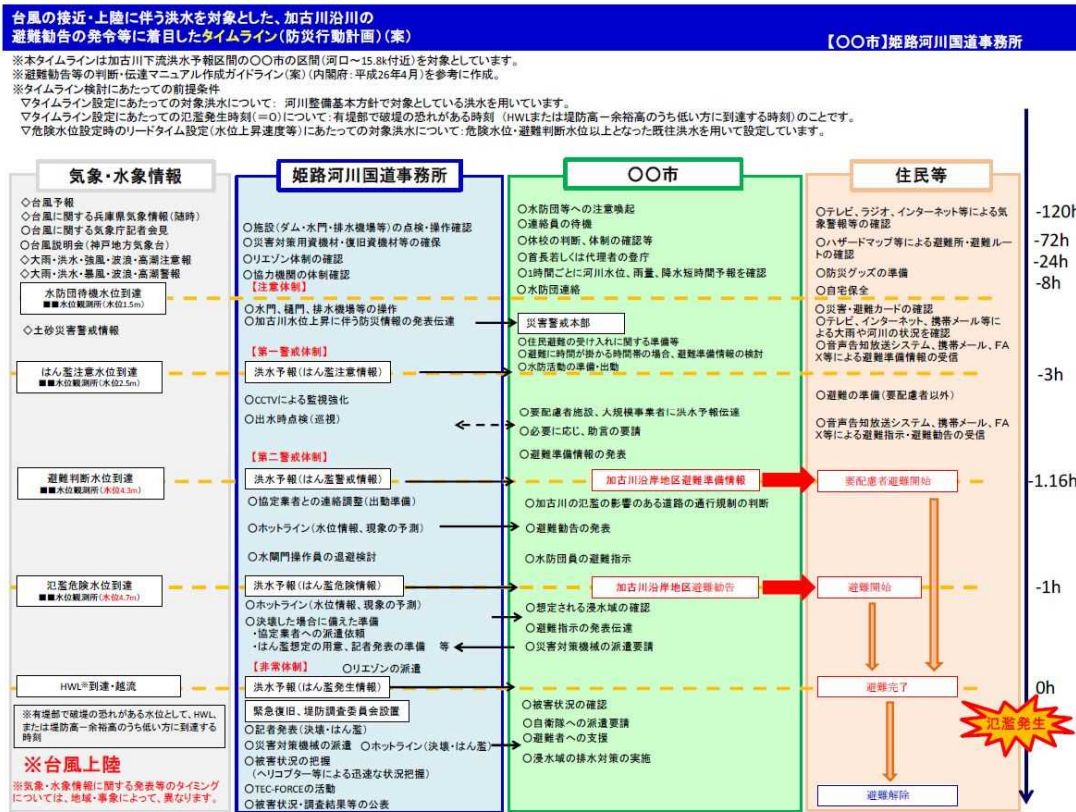 台風の接近・上陸に伴う洪水を対象とした、加古川沿川の
避難勧告の発令等に着目したタイムライン(防災行動計画)(案)
【〇〇市】姫路河川国道事務所
※本タイムラインは加古川下流洪水予報区間の〇〇市の区間(河口～15.8k付近)を対象としています。
※避難勧告等の判断・伝達マニュアル作成ガイドライン(案)(内閣府:平成26年4月)を参考に作成。
※タイムライン検討にあたっての前提条件
▽タイムライン設定にあたっての対象洪水について: 河川整備基本方針で対象としている洪水を用いています。
▽タイムライン設定にあたっての氾濫発生時刻(=0)について:有堤部で破堤の恐れがある時刻 (HWLまたは堤防高ー余裕高のうち低い方に到達する時刻)のことです。
▽危険水位設定時のリードタイム設定(水位上昇速度等)にあたっての対象洪水について:危険水位・避難判断水位以上となった既往洪水を用いて設定しています。
気象・水象情報
◇台風予報
◇台風に関する兵庫県気象情報(随時)
◇台風に関する気象庁記者会見
◇台風説明会(神戸地方気象台)
◇大雨・洪水・強風・波浪・高潮注意報
◇大雨・洪水・暴風・波浪・高潮警報
水防団待機水位到達
■■水位観測所(水位1.5m)
◇土砂災害警戒情報
はん濫注意水位到達
■■水位観測所(水位2.5m)
避難判断水位到達
■■水位観測所(水位4.3m)
氾濫危険水位到達
■■水位観測所(水位4.7m)
HWL※到達・越流
※有堤部で破堤の恐れがある水位として、HWL、
または堤防高ー余裕高のうち低い方に到達する
時刻
※台風上陸
※気象・水象情報に関する発表等のタイミング
については、地域・事象によって、異なります。
姫路河川国道事務所
〇施設(ダム・水門・排水機場等)の点検・操作確認
〇災害対策用資機材・復旧資機材等の確保
〇リエゾン体制の確認
〇協力機関の体制確認
【注意体制】
〇水門、樋門、排水機場等の操作
〇加古川水位上昇に伴う防災情報の発表伝達
【第一警戒体制】
洪水予報(はん濫注意情報)
〇CCTVによる監視強化
〇出水時点検(巡視)
【第二警戒体制】
洪水予報(はん濫警戒情報)
〇協定業者との連絡調整(出動準備)
〇ホットライン(水位情報、現象の予測)
〇水閘門操作員の退避検討
洪水予報(はん濫危険情報)
〇ホットライン(水位情報、現象の予測)
〇決壊した場合に備えた準備
・協定業者への派遣依頼
・はん濫想定の用意、記者発表の準備 等
【非常体制】 〇リエゾンの派遣
洪水予報(はん濫発生情報)
緊急復旧、堤防調査委員会設置
〇記者発表(決壊・はん濫)
〇災害対策機械の派遣 〇ホットライン(決壊・はん濫)
〇被害状況の把握
(ヘリコプター等による迅速な状況把握)
〇TEC-FORCEの活動
〇被害状況・調査結果等の公表
〇〇市
〇水防団等への注意喚起
〇連絡員の待機
〇休校の判断、体制の確認等
〇首長若しくは代理者の登庁
〇1時間ごとに河川水位、雨量、降水短時間予報を確認
〇水防団連絡
災害警戒本部
〇住民避難の受け入れに関する準備等
〇避難に時間が掛かる時間帯の場合、避難準備情報の検討
〇水防活動の準備・出動
〇要配慮者施設、大規模事業者に洪水予報伝達
〇必要に応じ、助言の要請
〇避難準備情報の発表
加古川沿岸地区避難準備情報
〇加古川の氾濫の影響のある道路の通行規制の判断
〇避難勧告の発表
〇水防団員の避難指示
加古川沿岸地区避難勧告
〇想定される浸水域の確認
〇避難指示の発表伝達
〇災害対策機械の派遣要請
〇被害状況の確認
〇自衛隊への派遣要請
〇避難者への支援
〇浸水域の排水対策の実施
住民等
〇テレビ、ラジオ、インターネット等による気
象警報等の確認
〇ハザードマップ等による避難所・避難ルー
トの確認
〇防災グッズの準備
〇自宅保全
〇災害・避難カードの確認
〇テレビ、インターネット、携帯メール等によ
る大雨や河川の状況を確認
〇音声告知放送システム、携帯メール、FA
X等による避難準備情報の受信
〇避難の準備(要配慮者以外)
〇音声告知放送システム、携帯メール、FA
X等による避難指示・避難勧告の受信
要配慮者避難開始
避難開始
避難完了
避難解除
-120h
-72h
-24h
-8h
-3h
-1.16h
-1h
0h
氾濫発生